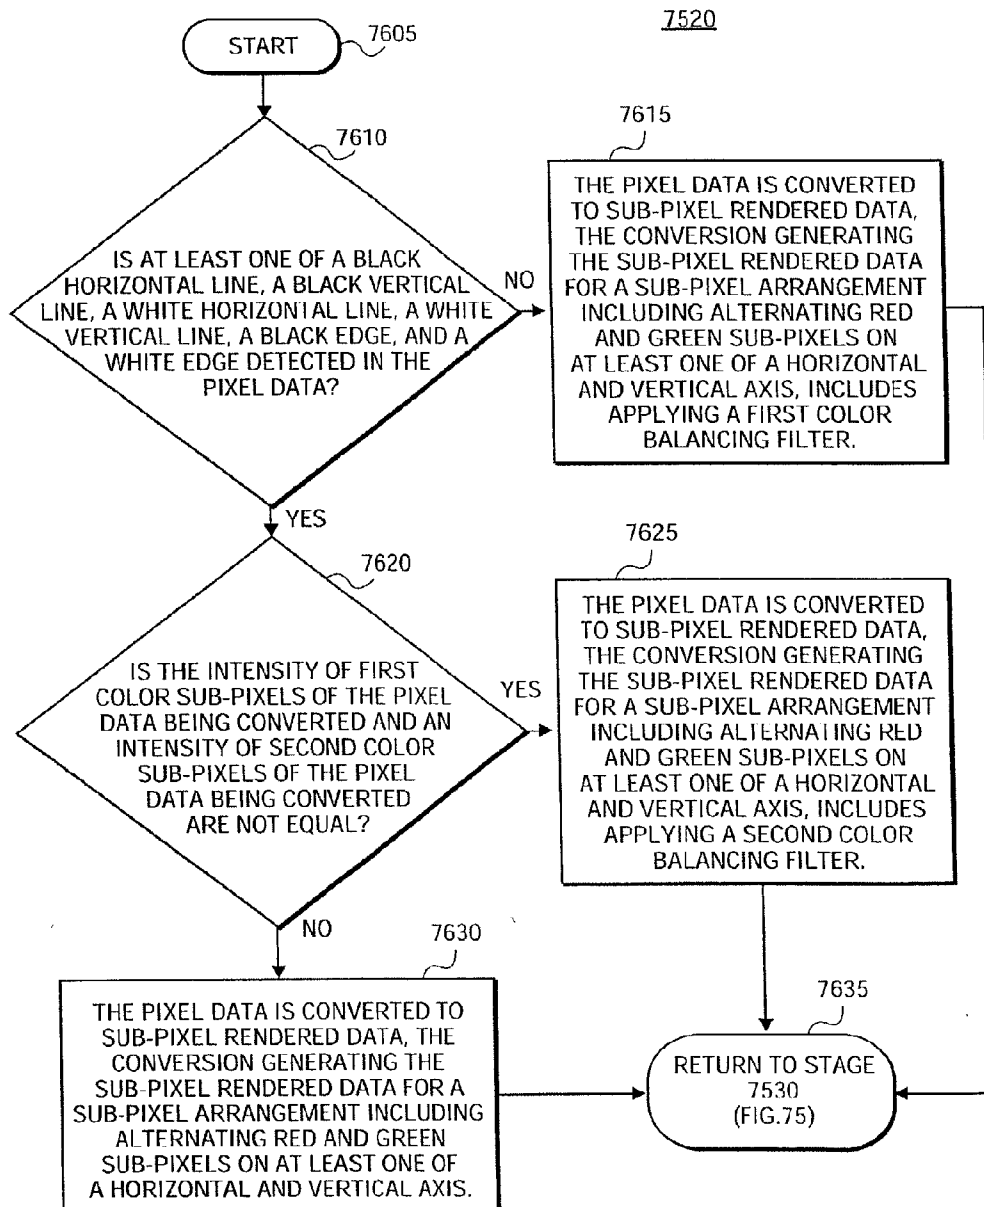 7520
START
7605
7610
IS AT LEAST ONE OF A BLACK
HORIZONTAL LINE, A BLACK VERTICAL
LINE, A WHITE HORIZONTAL LINE, A WHITE
VERTICAL LINE, A BLACK EDGE, AND A
WHITE EDGE DETECTED IN THE
PIXEL DATA?
NO
7615
THE PIXEL DATA IS CONVERTED
TO SUB-PIXEL RENDERED DATA,
THE CONVERSION GENERATING
THE SUB-PIXEL RENDERED DATA
FOR A SUB-PIXEL ARRANGEMENT
INCLUDING ALTERNATING RED
AND GREEN SUB-PIXELS ON
AT LEAST ONE OF A HORIZONTAL
AND VERTICAL AXIS, INCLUDES
APPLYING A FIRST COLOR
BALANCING FILTER.
YES
7620
IS THE INTENSITY OF FIRST
COLOR SUB-PIXELS OF THE PIXEL
DATA BEING CONVERTED AND AN
INTENSITY OF SECOND COLOR
SUB-PIXELS OF THE PIXEL
DATA BEING CONVERTED
ARE NOT EQUAL?
YES
7625
THE PIXEL DATA IS CONVERTED
TO SUB-PIXEL RENDERED DATA,
THE CONVERSION GENERATING
THE SUB-PIXEL RENDERED DATA
FOR A SUB-PIXEL ARRANGEMENT
INCLUDING ALTERNATING RED
AND GREEN SUB-PIXELS ON
AT LEAST ONE OF A HORIZONTAL
AND VERTICAL AXIS, INCLUDES
APPLYING A SECOND COLOR
BALANCING FILTER.
NO
7630
THE PIXEL DATA IS CONVERTED TO
SUB-PIXEL RENDERED DATA, THE
CONVERSION GENERATING THE
SUB-PIXEL RENDERED DATA FOR A
SUB-PIXEL ARRANGEMENT INCLUDING
ALTERNATING RED AND GREEN
SUB-PIXELS ON AT LEAST ONE OF
A HORIZONTAL AND VERTICAL AXIS.
7635
RETURN TO STAGE
7530
(FIG.75)